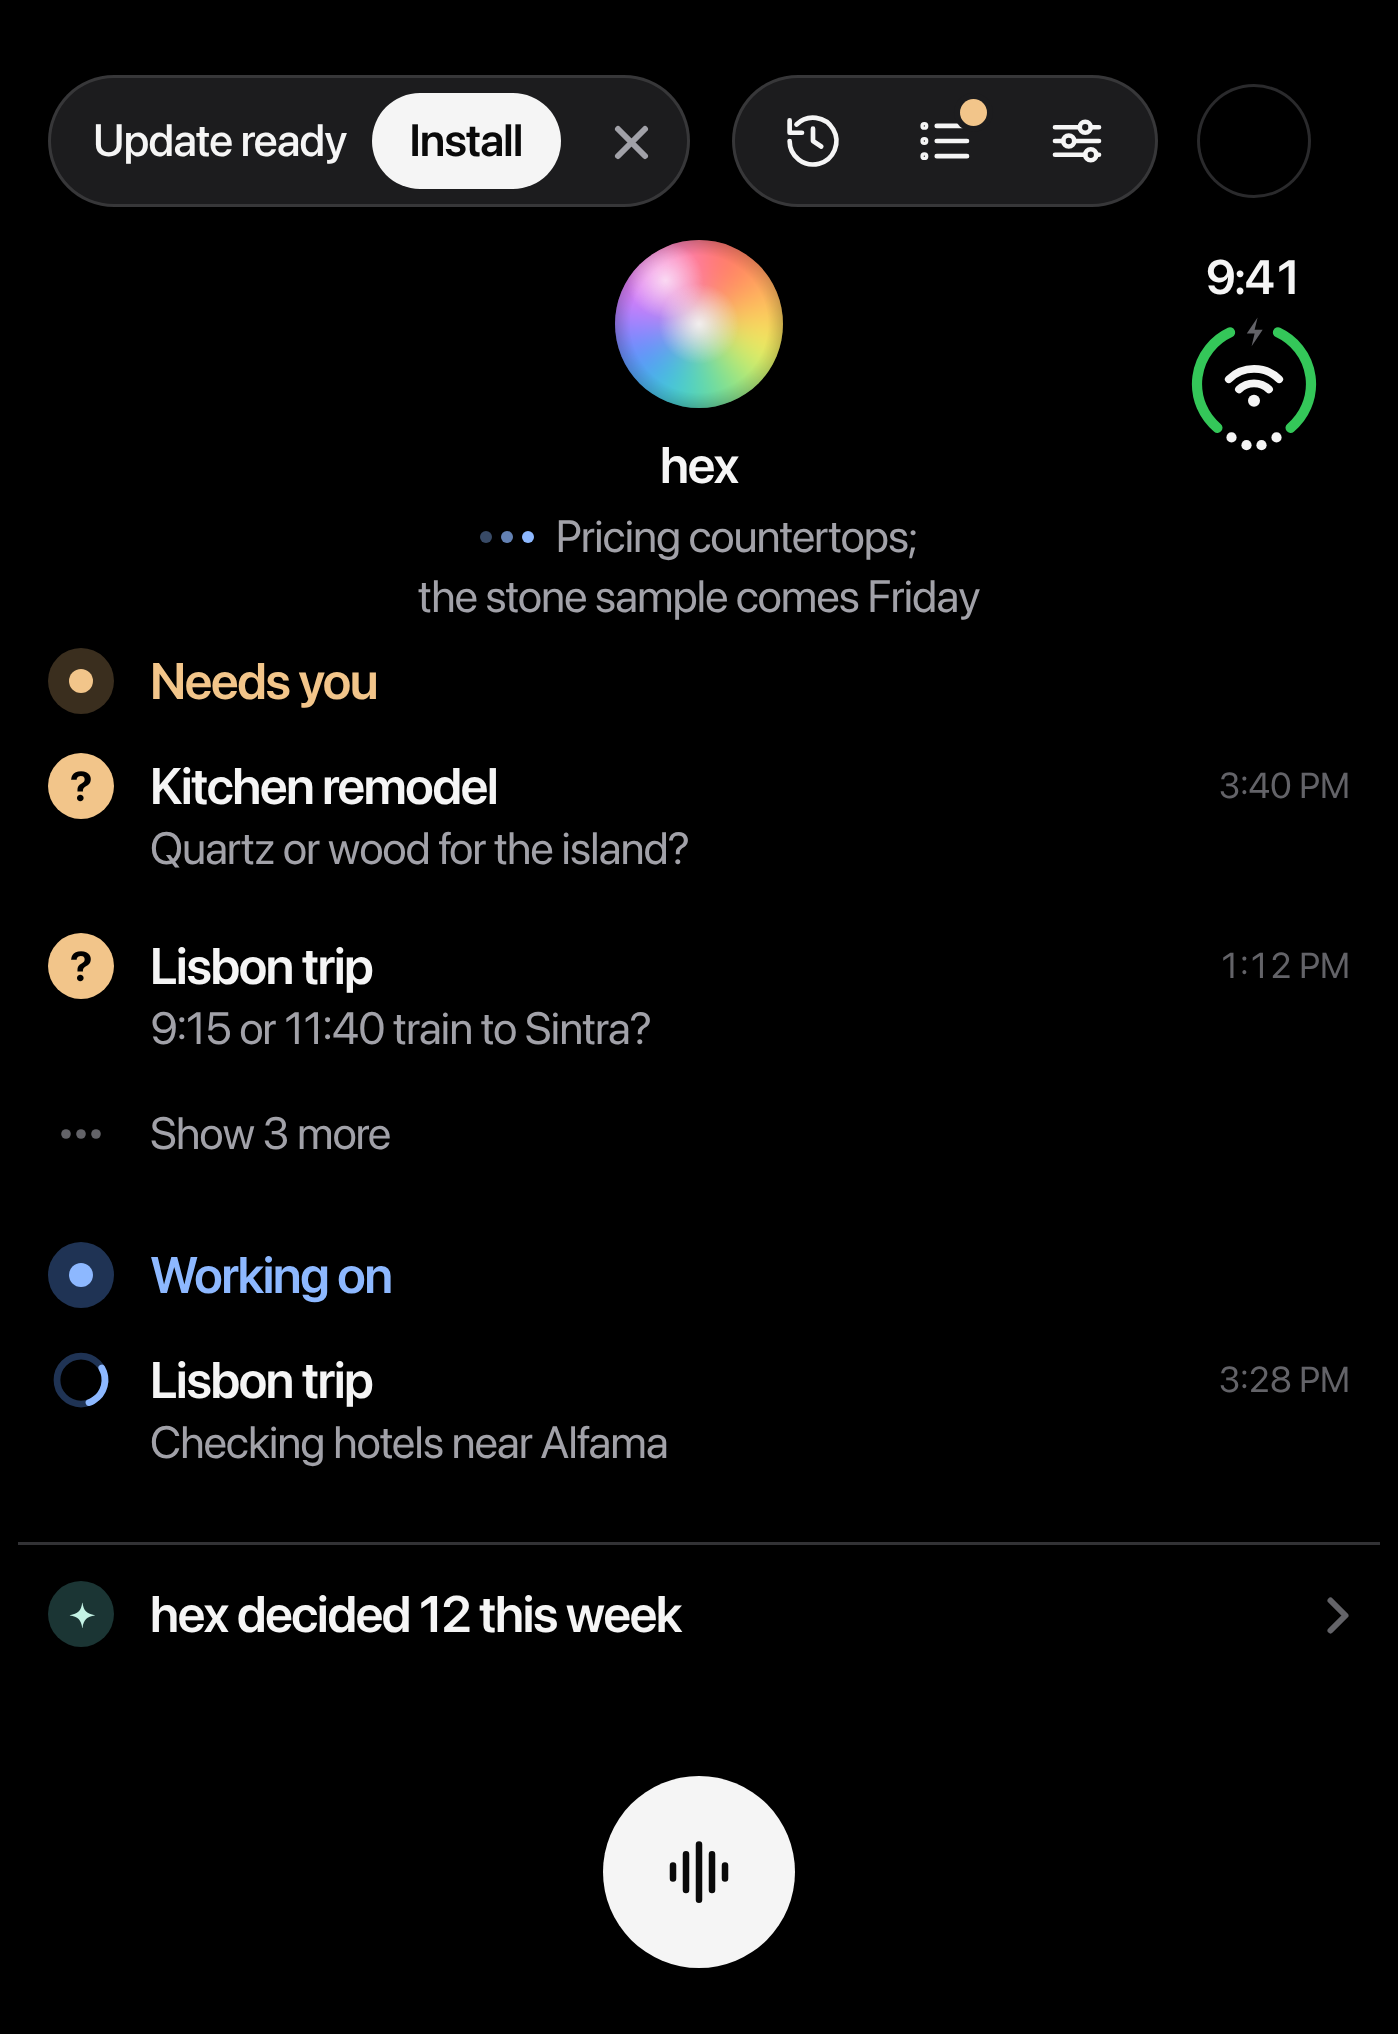 Update ready
Install
9:41
hex
Pricing countertops;
the stone sample comes Friday
Needs you
?
Kitchen remodel
3:40 PM
Quartz or wood for the island?
?
Lisbon trip
1:12 PM
9:15 or 11:40 train to Sintra?
Show 3 more
Working on
Lisbon trip
3:28 PM
Checking hotels near Alfama
hex decided 12 this week